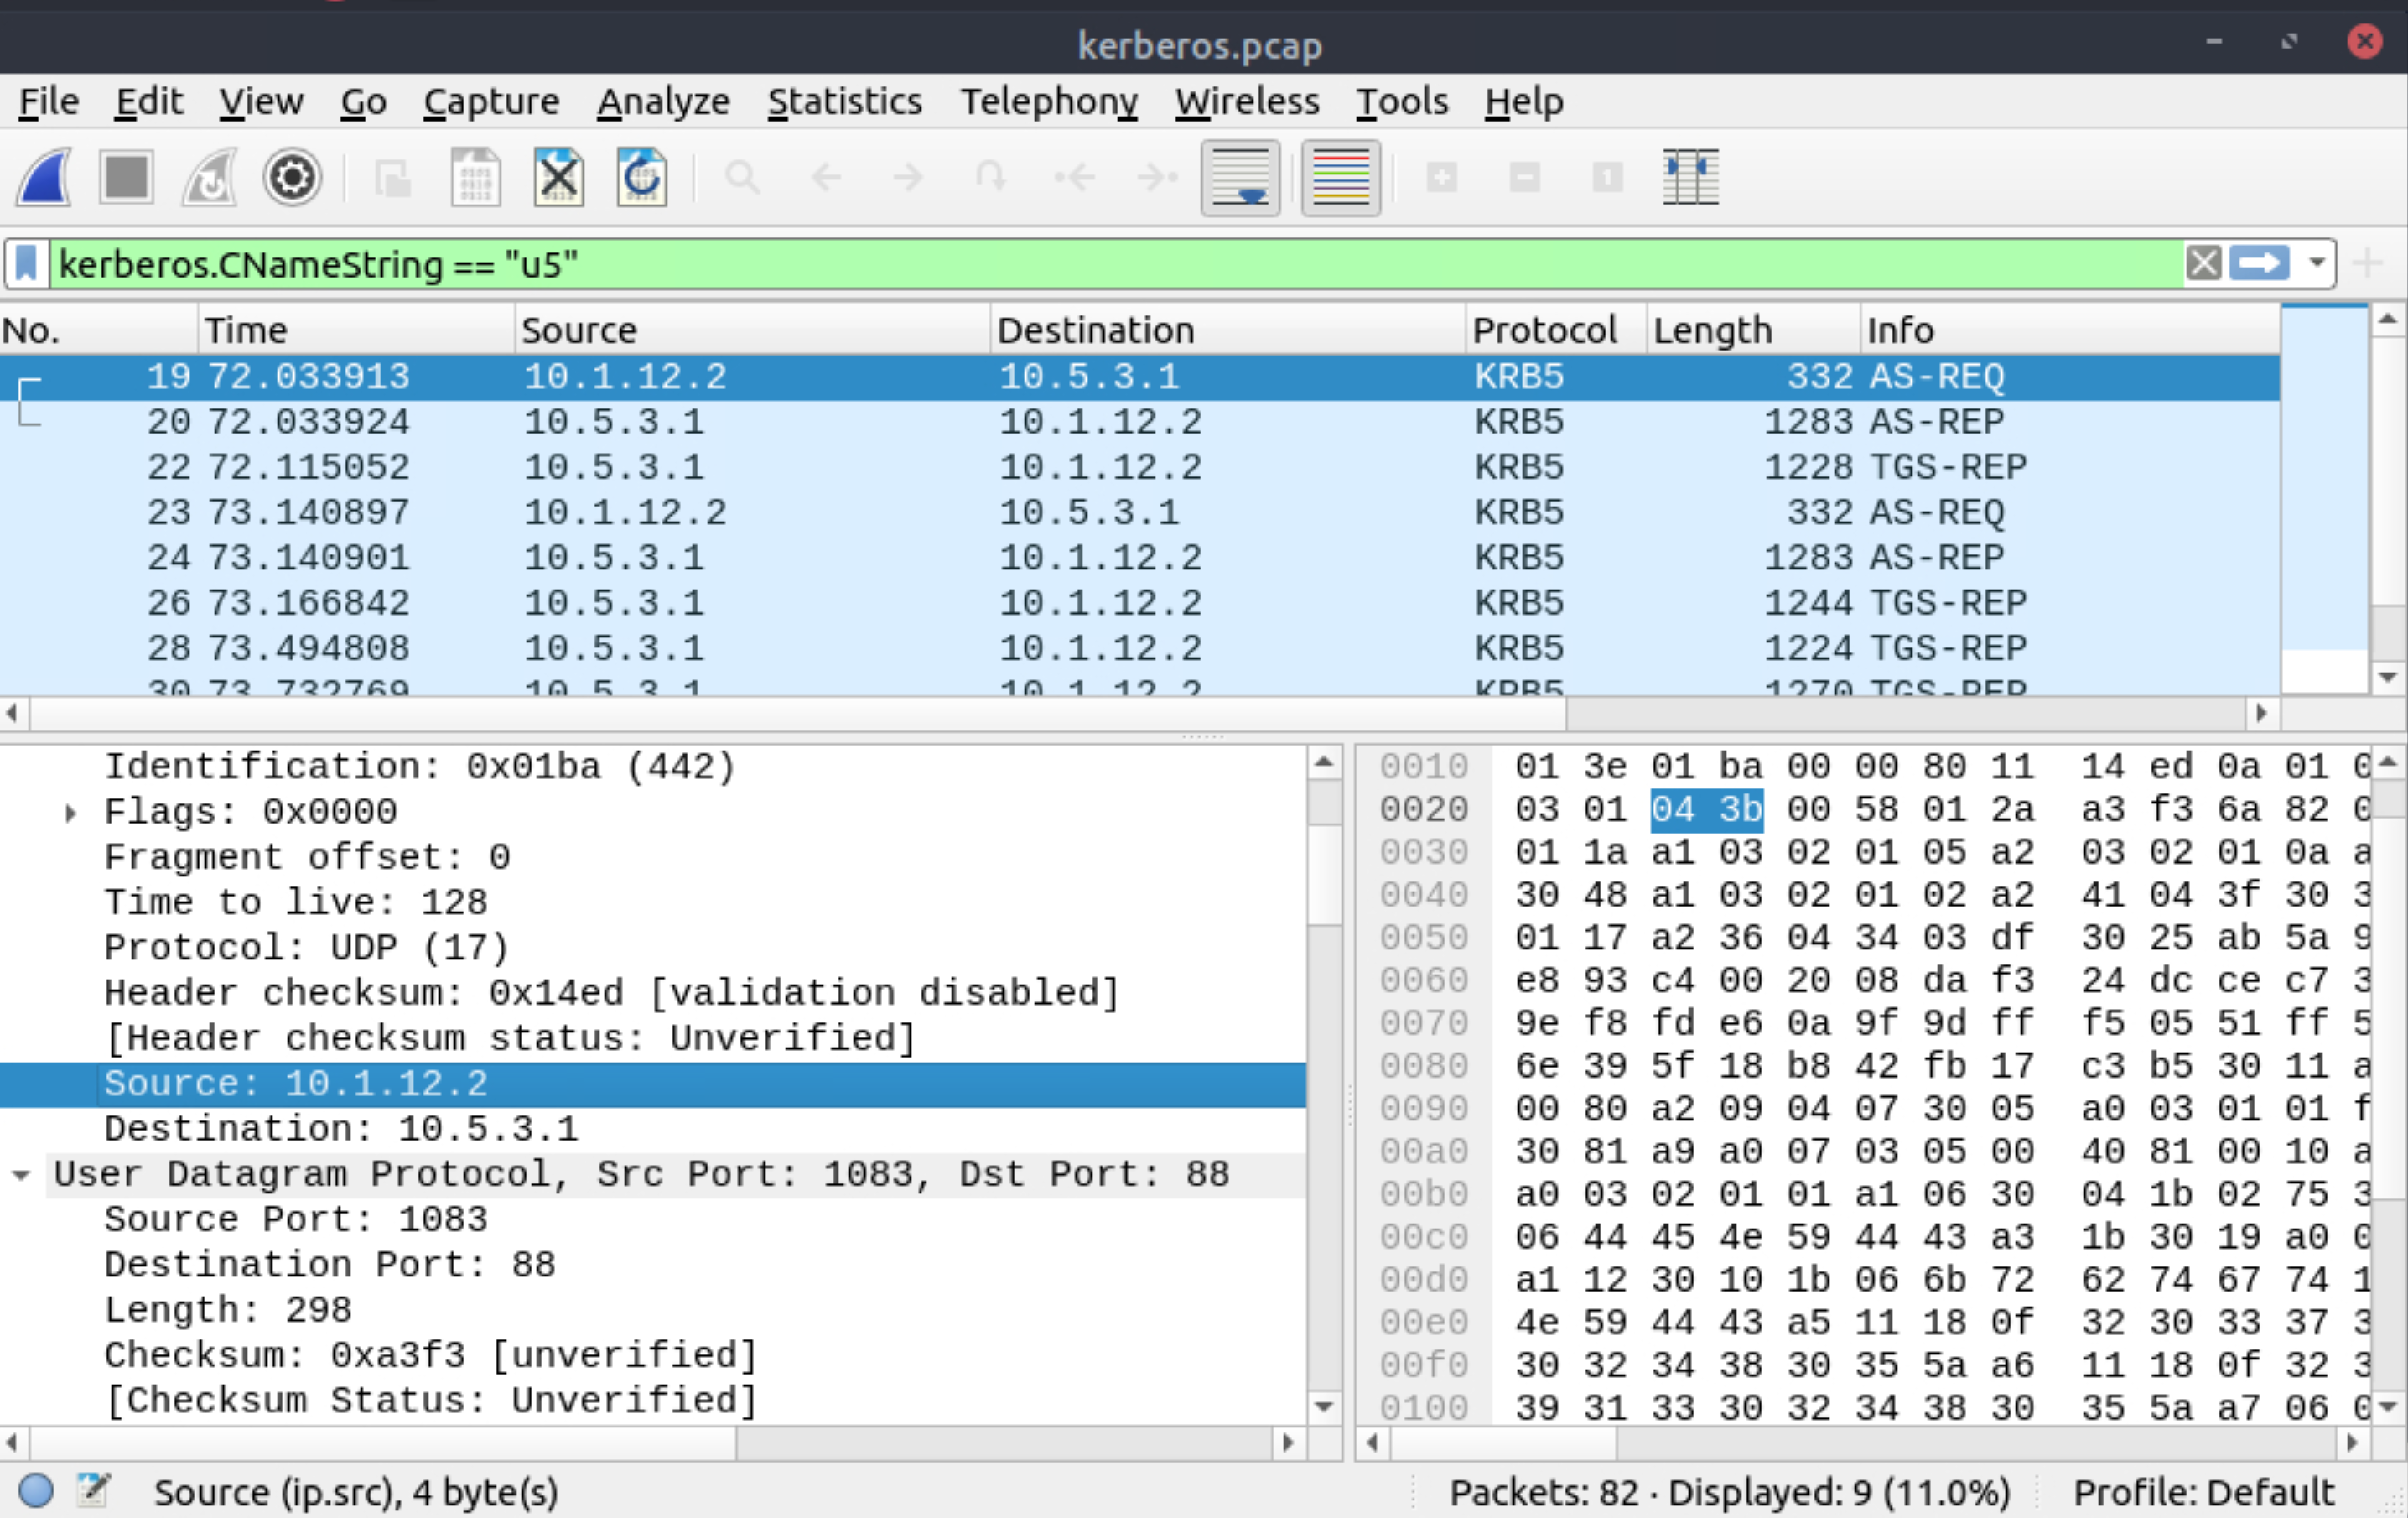 kerberos.pcap
File Edit View Go Capture Analyze Statistics Telephony Wireless Tools Help
kerberos.CNameString == "u5"
No. Time Source Destination Protocol Length Info
19 72.033913 10.1.12.2 10.5.3.1 KRB5 332 AS-REQ
20 72.033924 10.5.3.1 10.1.12.2 KRB5 1283 AS-REP
22 72.115052 10.5.3.1 10.1.12.2 KRB5 1228 TGS-REP
23 73.140897 10.1.12.2 10.5.3.1 KRB5 332 AS-REQ
24 73.140901 10.5.3.1 10.1.12.2 KRB5 1283 AS-REP
26 73.166842 10.5.3.1 10.1.12.2 KRB5 1244 TGS-REP
28 73.494808 10.5.3.1 10.1.12.2 KRB5 1224 TGS-REP
30 73.732769 10.5.3.1 10.1.12.2 KRB5 1270 TGS-REP
Identification: 0x01ba (442)
Flags: 0x0000
Fragment offset: 0
Time to live: 128
Protocol: UDP (17)
Header checksum: 0x14ed [validation disabled]
[Header checksum status: Unverified]
Source: 10.1.12.2
Destination: 10.5.3.1
User Datagram Protocol, Src Port: 1083, Dst Port: 88
Source Port: 1083
Destination Port: 88
Length: 298
Checksum: 0xa3f3 [unverified]
[Checksum Status: Unverified]
0010 01 3e 01 ba 00 00 80 11 14 ed 0a 01
0020 03 01 04 3b 00 58 01 2a a3 f3 6a 82
0030 01 1a a1 03 02 01 05 a2 03 02 01 0a
0040 30 48 a1 03 02 01 02 a2 41 04 3f 30
0050 01 17 a2 36 04 34 03 df 30 25 ab 5a
0060 e8 93 c4 00 20 08 da f3 24 dc ce c7
0070 9e f8 fd e6 0a 9f 9d ff f5 05 51 ff
0080 6e 39 5f 18 b8 42 fb 17 c3 b5 30 11
0090 00 80 a2 09 04 07 30 05 a0 03 01 01
00a0 30 81 a9 a0 07 03 05 00 40 81 00 10
00b0 a0 03 02 01 01 a1 06 30 04 1b 02 75
00c0 06 44 45 4e 59 44 43 a3 1b 30 19 a0
00d0 a1 12 30 10 1b 06 6b 72 62 74 67 74
00e0 4e 59 44 43 a5 11 18 0f 32 30 33 37
00f0 30 32 34 38 30 35 5a a6 11 18 0f 32
0100 39 31 33 30 32 34 38 30 35 5a a7 06
Source (ip.src), 4 byte(s)
Packets: 82 · Displayed: 9 (11.0%)
Profile: Default